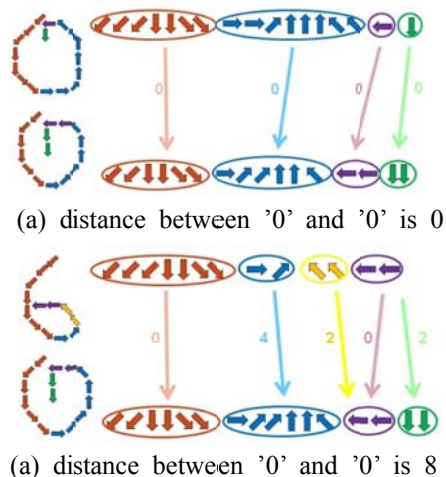 0 0 0 0
(a) distance between '0' and '0' is 0
0 4 2 0 2
(a) distance between '0' and '0' is 8